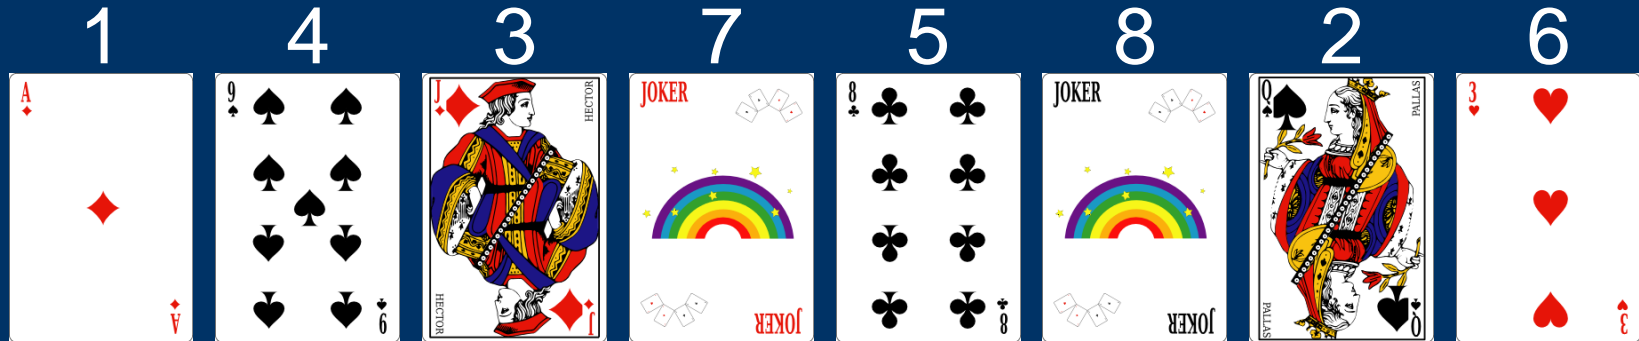 1 4 3 7 5 8 2 6
A 9 J JOKER 8 JOKER Q 3
HECTOR PALLAS
HECTOR PALLAS
A 9 J JOKER 8 JOKER Q 3